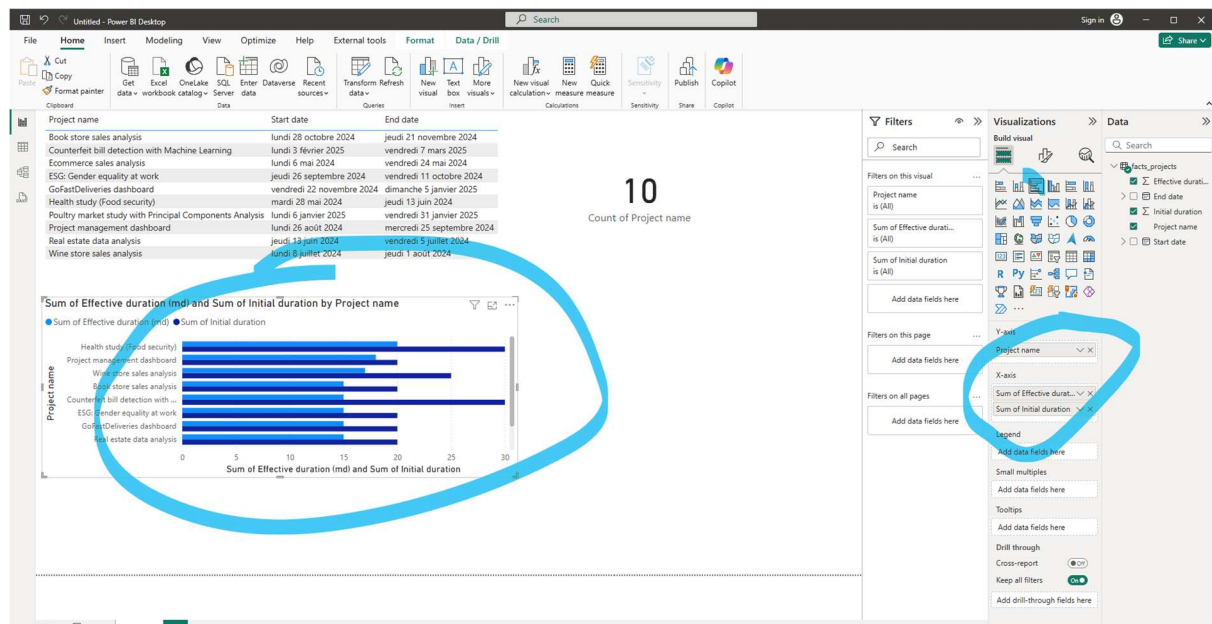 Untitled - Power BI Desktop
Search
Sign in
File Home Insert Modeling View Optimize Help External tools Format Data / Drill
Share
Paste
Cut
Copy
Format painter
Get data
Excel workbook
OneLake catalog
SQL Server
Enter data
Dataverse
Recent sources
Transform data
Refresh
New visual
Text box
More visuals
New visual calculation
New measure
Quick measure
Sensitivity
Publish
Copilot
Clipboard
Data
Queries
Insert
Calculations
Sensitivity
Share
Copilot
Project name Start date End date
Book store sales analysis lundi 28 octobre 2024 jeudi 21 novembre 2024
Counterfeit bill detection with Machine Learning lundi 3 février 2025 vendredi 7 mars 2025
Ecommerce sales analysis lundi 6 mai 2024 vendredi 24 mai 2024
ESG: Gender equality at work jeudi 26 septembre 2024 vendredi 11 octobre 2024
GoFastDeliveries dashboard vendredi 22 novembre 2024 dimanche 5 janvier 2025
Health study (Food security) mardi 28 mai 2024 jeudi 13 juin 2024
Poultry market study with Principal Components Analysis lundi 6 janvier 2025 vendredi 31 janvier 2025
Project management dashboard lundi 26 août 2024 mercredi 25 septembre 2024
Real estate data analysis jeudi 13 juin 2024 vendredi 5 juillet 2024
Wine store sales analysis lundi 8 juillet 2024 jeudi 1 août 2024
10
Count of Project name
Sum of Effective duration (md) and Sum of Initial duration by Project name
Sum of Effective duration (md) Sum of Initial duration
Project name
Health study (Food security)
Project management dashboard
Wine store sales analysis
Book store sales analysis
Counterfeit bill detection with ...
ESG: Gender equality at work
GoFastDeliveries dashboard
Real estate data analysis
0 5 10 15 20 25 30
Sum of Effective duration (md) and Sum of Initial duration
Filters
Search
Filters on this visual ...
Project name
is (All)
Sum of Effective durati...
is (All)
Sum of Initial duration
is (All)
Add data fields here
Filters on this page ...
Add data fields here
Filters on all pages ...
Add data fields here
Visualizations
Build visual
123
R Py
...
Y-axis
Project name
X-axis
Sum of Effective durat...
Sum of Initial duration
Legend
Add data fields here
Small multiples
Add data fields here
Tooltips
Add data fields here
Drill through
Cross-report Off
Keep all filters On
Add drill-through fields here
Data
Search
facts_projects
Effective durati...
End date
Initial duration
Project name
Start date